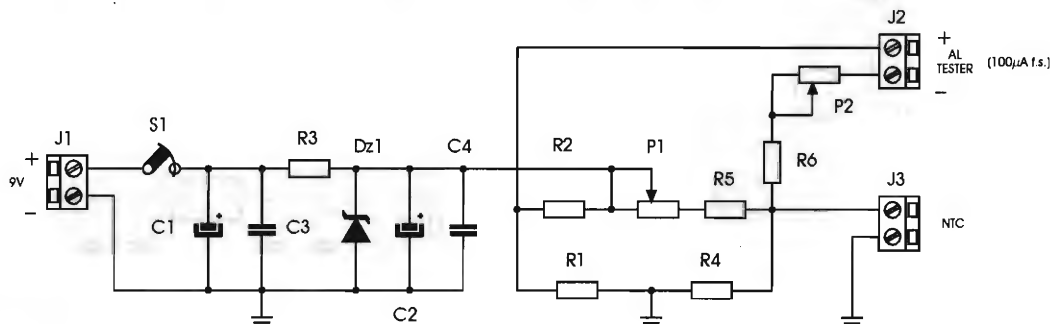 J2
+
AL
TESTER
(100µA f.s.)
−
P2
J1
S1
R3
Dz1
C4
R2
P1
R5
R6
J3
+
9V
−
C1
+
C3
+
C2
NTC
R1
R4